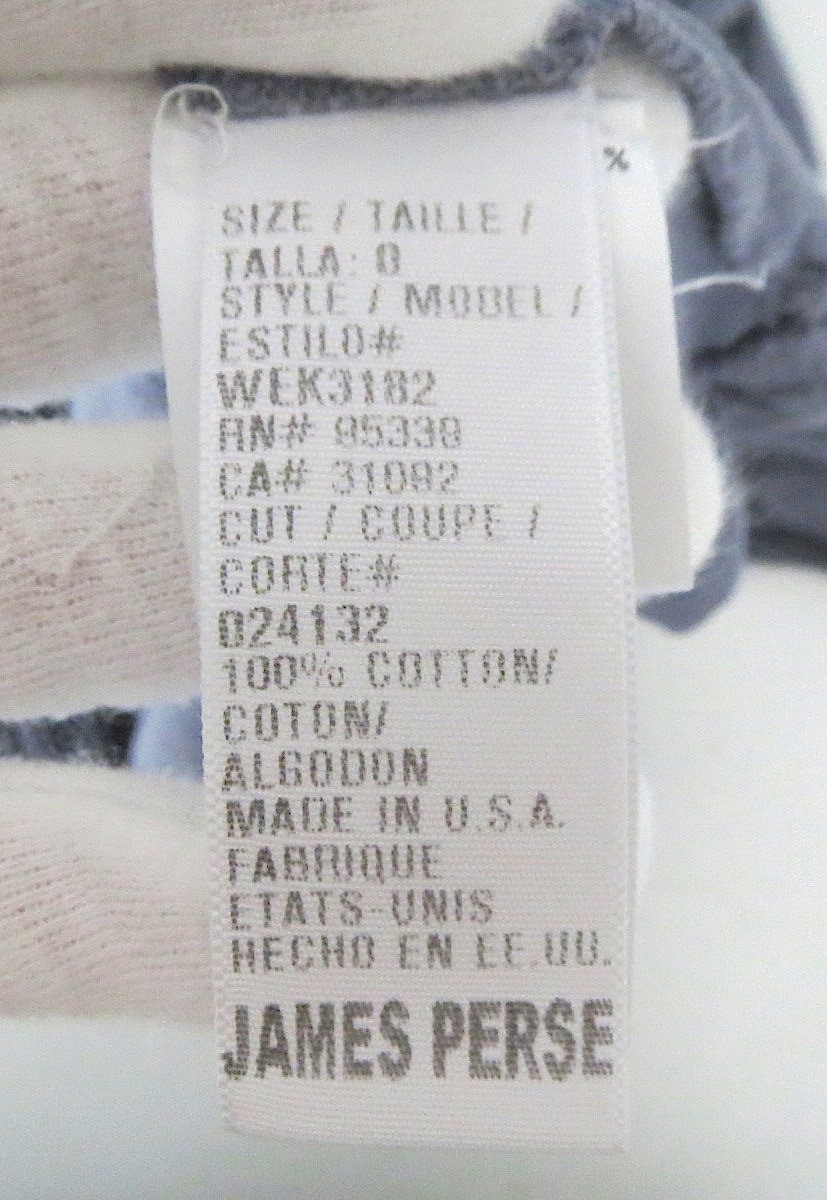 %
SIZE / TAILLE /
TALLA: 0
STYLE / MODEL /
ESTILO#
WEK3182
RN# 95339
CA# 31092
CUT / COUPE /
CORTE#
024132
100% COTTON/
COTON/
ALGODON
MADE IN U.S.A.
FABRIQUE
ETATS-UNIS
HECHO EN EE.UU.
JAMES PERSE